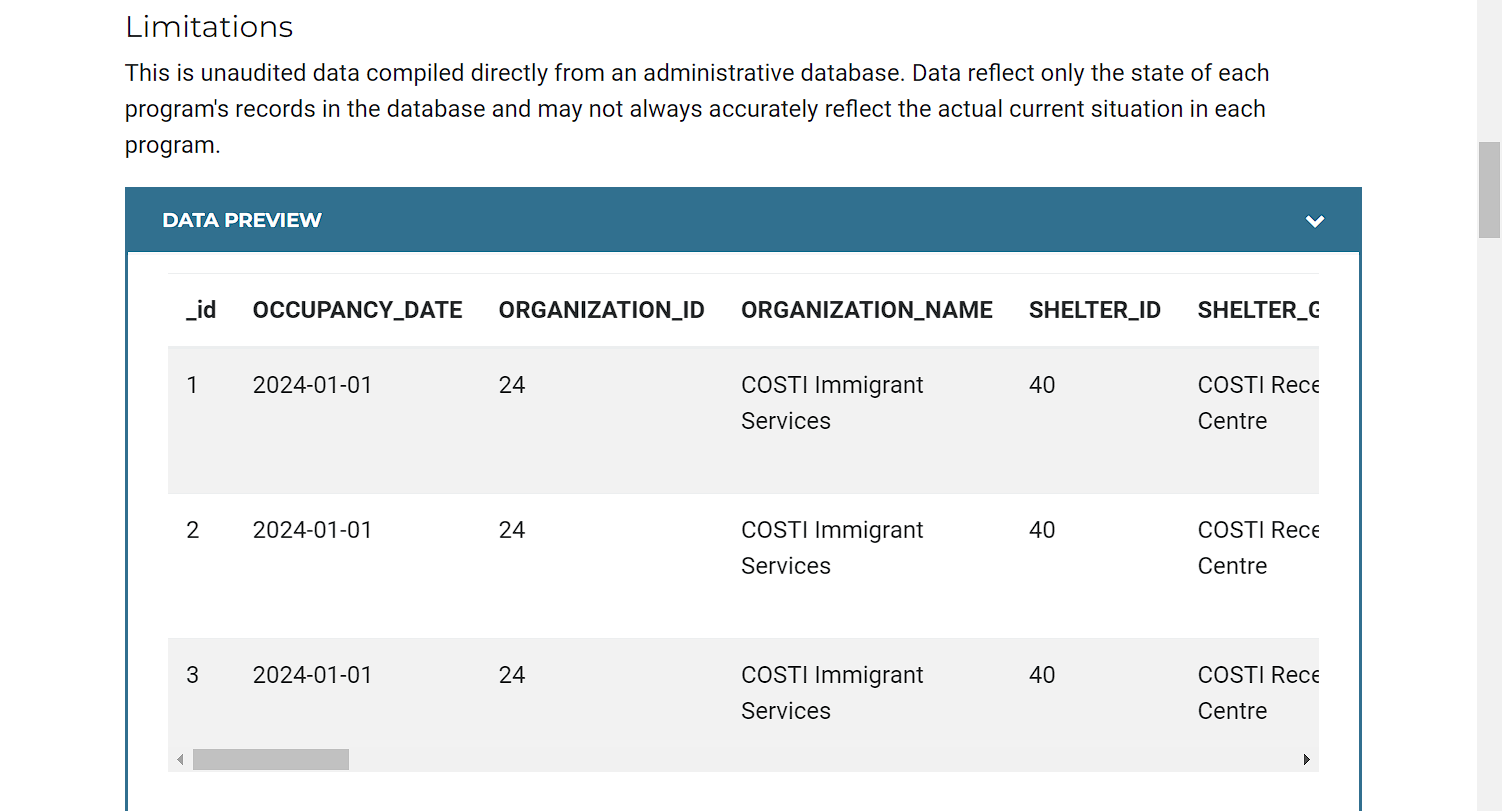 Limitations
This is unaudited data compiled directly from an administrative database. Data reflect only the state of each
program's records in the database and may not always accurately reflect the actual current situation in each
program.
DATA PREVIEW
_id OCCUPANCY_DATE ORGANIZATION_ID ORGANIZATION_NAME SHELTER_ID SHELTER_G
1 2024-01-01 24 COSTI Immigrant 40 COSTI Rece
Services Centre
2 2024-01-01 24 COSTI Immigrant 40 COSTI Rece
Services Centre
3 2024-01-01 24 COSTI Immigrant 40 COSTI Rece
Services Centre